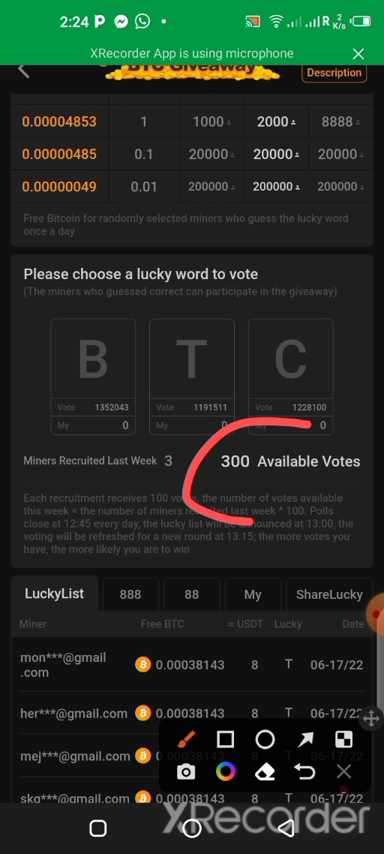 2:24
R 2 K/s
XRecorder App is using microphone
BTC Giveaway
Description
0.00004853 1 1000 2000 8888
0.00000485 0.1 20000 20000 20000
0.00000049 0.01 200000 200000 200000
Free Bitcoin for randomly selected miners who guess the lucky word
once a day
Please choose a lucky word to vote
(The miners who guessed correct can participate in the giveaway)
B T C
Vote 1352043 Vote 1191511 Vote 1228100
My 0 My 0 My 0
Miners Recruited Last Week 3 300 Available Votes
Each recruitment receives 100 votes, the number of votes available
this week = the number of miners recruited last week * 100. Polls
close at 12:45 every day, the lucky list will be announced at 13:00, the
voting will be refreshed for a new round at 13:15; the more votes you
have, the more likely you are to win
LuckyList 888 88 My ShareLucky
Miner Free BTC ≈ USDT Lucky Date
mon***@gmail
.com 0.00038143 8 T 06-17/22
her***@gmail.com 0.00038143 8 T 06-17/22
mej***@gmail.com 0.00038143 8 T 06-17/22
skg***@gmail.com 0.00038143 8 T 06-17/22
XRecorder